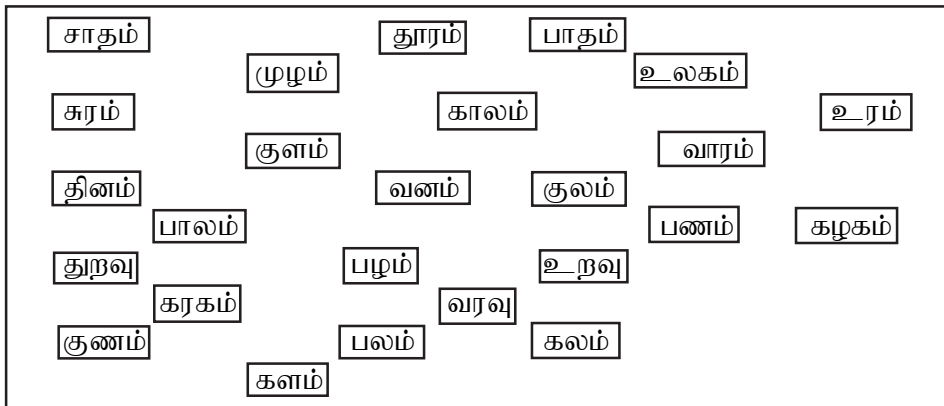 சாதம்
தூரம்
பாதம்
முழம்
உலகம்
சுரம்
காலம்
உரம்
குளம்
வாரம்
தினம்
வனம்
குலம்
பாலம்
பணம்
கழகம்
துறவு
பழம்
உறவு
கரகம்
வரவு
குணம்
பலம்
கலம்
களம்